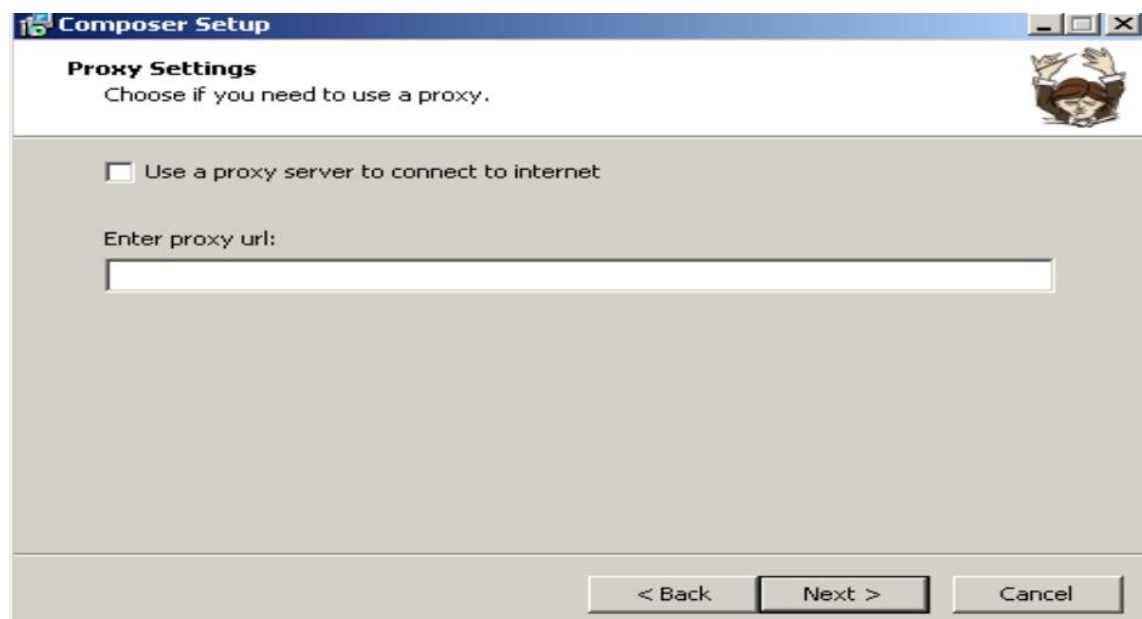 Composer Setup
Proxy Settings
Choose if you need to use a proxy.
Use a proxy server to connect to internet
Enter proxy url:
< Back
Next >
Cancel